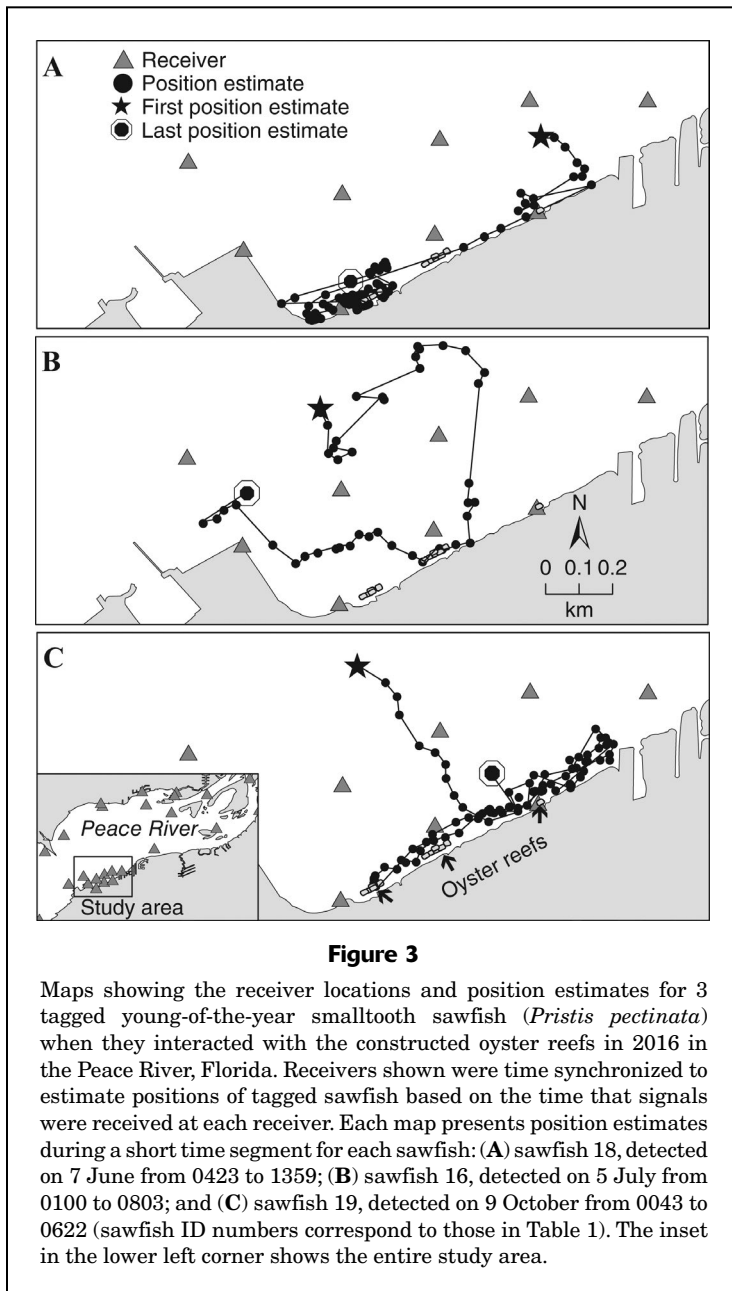 A
Receiver
Position estimate
First position estimate
Last position estimate
B
N
0 0.1 0.2
km
C
Peace River
Study area
Oyster reefs
Figure 3
Maps showing the receiver locations and position estimates for 3
tagged young-of-the-year smalltooth sawfish (Pristis pectinata)
when they interacted with the constructed oyster reefs in 2016 in
the Peace River, Florida. Receivers shown were time synchronized to
estimate positions of tagged sawfish based on the time that signals
were received at each receiver. Each map presents position estimates
during a short time segment for each sawfish: (A) sawfish 18, detected
on 7 June from 0423 to 1359; (B) sawfish 16, detected on 5 July from
0100 to 0803; and (C) sawfish 19, detected on 9 October from 0043 to
0622 (sawfish ID numbers correspond to those in Table 1). The inset
in the lower left corner shows the entire study area.